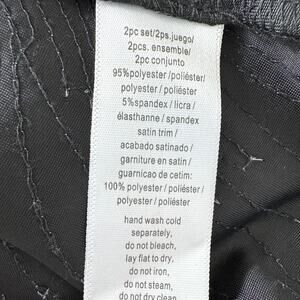 2pc set/2ps.juego/
2pcs. ensemble/
2pc conjunto
95%polyester /poliéster/
polyester / poliéster
5%spandex / licra /
élasthanne / spandex
satin trim /
acabado satinado /
garniture en satin /
guarnicao de cetim:
100% polyester / poliéster
/ polyester / poliéster
hand wash cold
separately,
do not bleach,
lay flat to dry,
do not iron,
do not steam,
do not dry clean